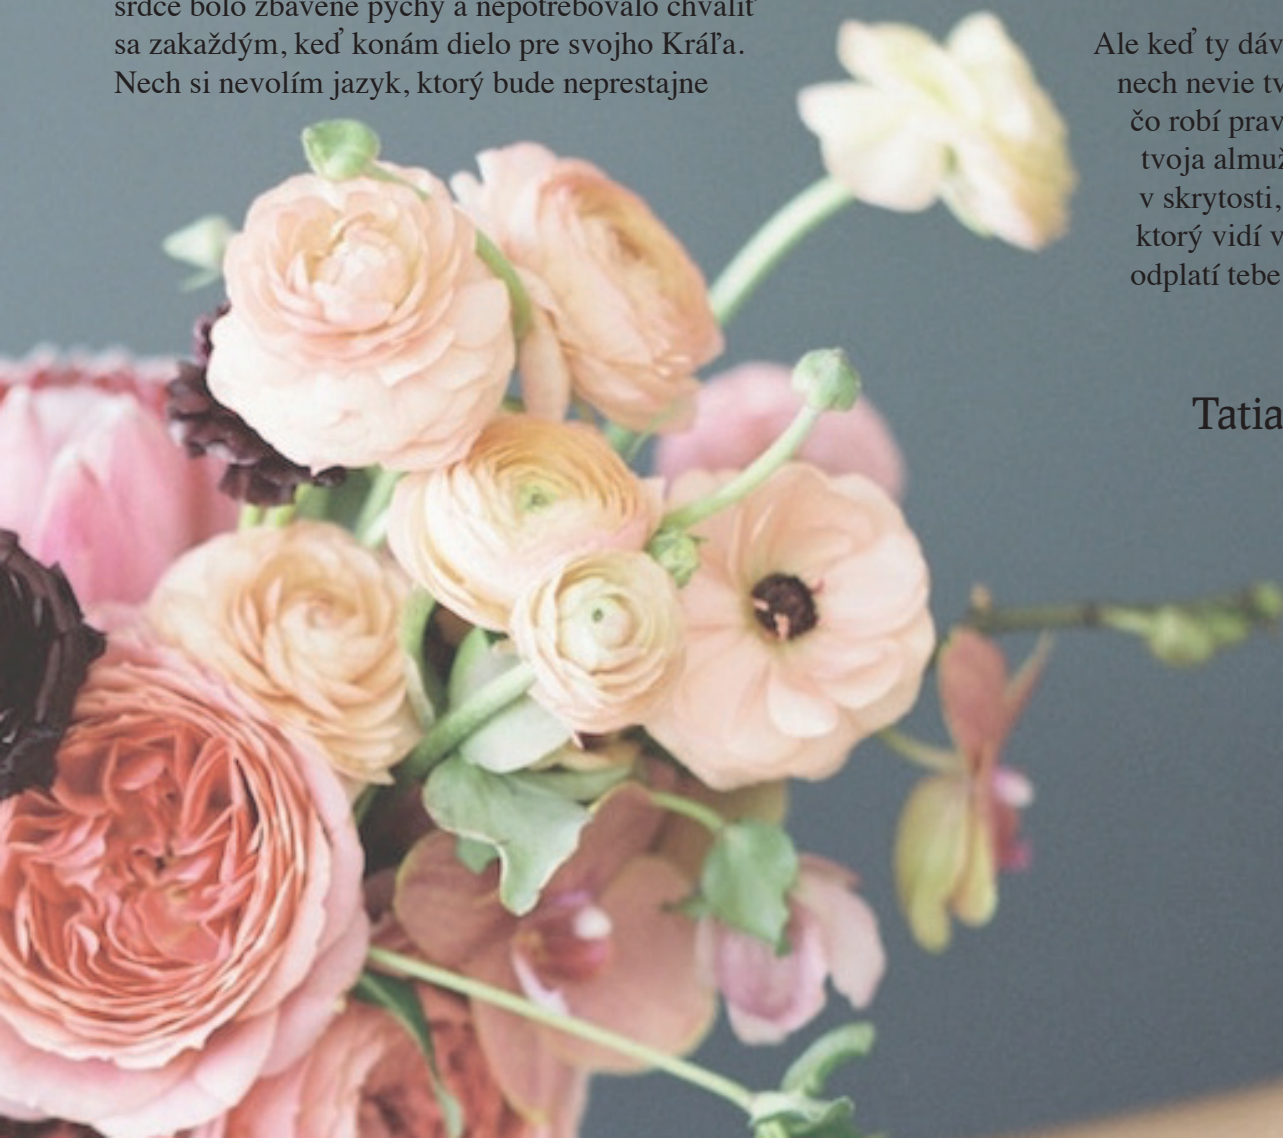 srdce bolo zbavené pýchy a nepotrebovalo chváliť
sa zakaždým, keď konám dielo pre svojho Kráľa.
Nech si nevolím jazyk, ktorý bude neprestajne
Ale keď ty dáv
nech nevie tv
čo robí prav
tvoja almuž
v skrytosti,
ktorý vidí v
odplatí tebe
Tatia